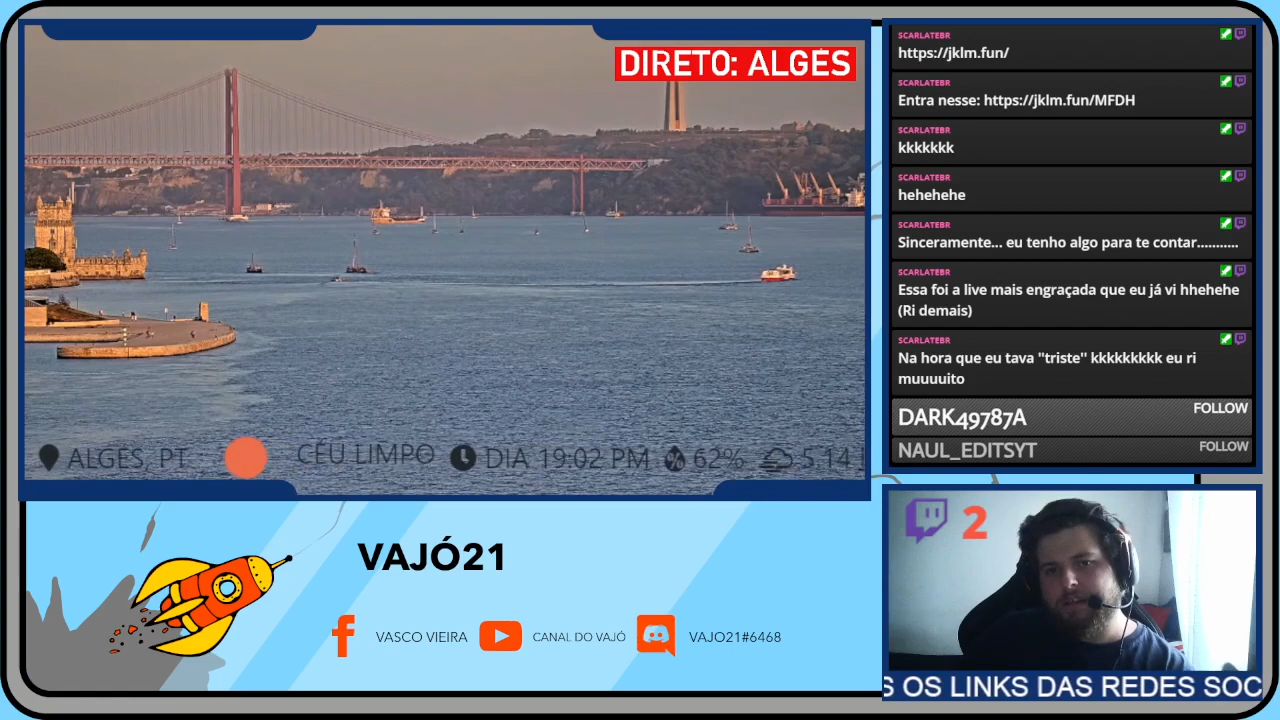 DIRETO: ALGÉS
ALGÉS, PT
CÉU LIMPO
DIA 19:02 PM
62%
5.14
SCARLATEBR
https://jklm.fun/
SCARLATEBR
Entra nesse: https://jklm.fun/MFDH
SCARLATEBR
kkkkkkk
SCARLATEBR
hehehehe
SCARLATEBR
Sinceramente... eu tenho algo para te contar...........
SCARLATEBR
Essa foi a live mais engraçada que eu já vi hhehehe
(Ri demais)
SCARLATEBR
Na hora que eu tava "triste" kkkkkkkkk eu ri
muuuuito
DARK49787A FOLLOW
NAUL_EDITSYT FOLLOW
2
VAJÓ21
VASCO VIEIRA
CANAL DO VAJÓ
VAJO21#6468
S OS LINKS DAS REDES SOC